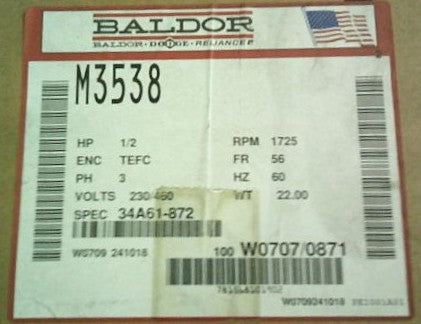 BALDOR
BALDOR · DODGE · RELIANCE
M3538
HP 1/2 RPM 1725
ENC TEFC FR 56
PH 3 HZ 60
VOLTS 230/460 WT 22.00
SPEC 34A61-872
W0709 241018 100 W0707/0871
W0709241018